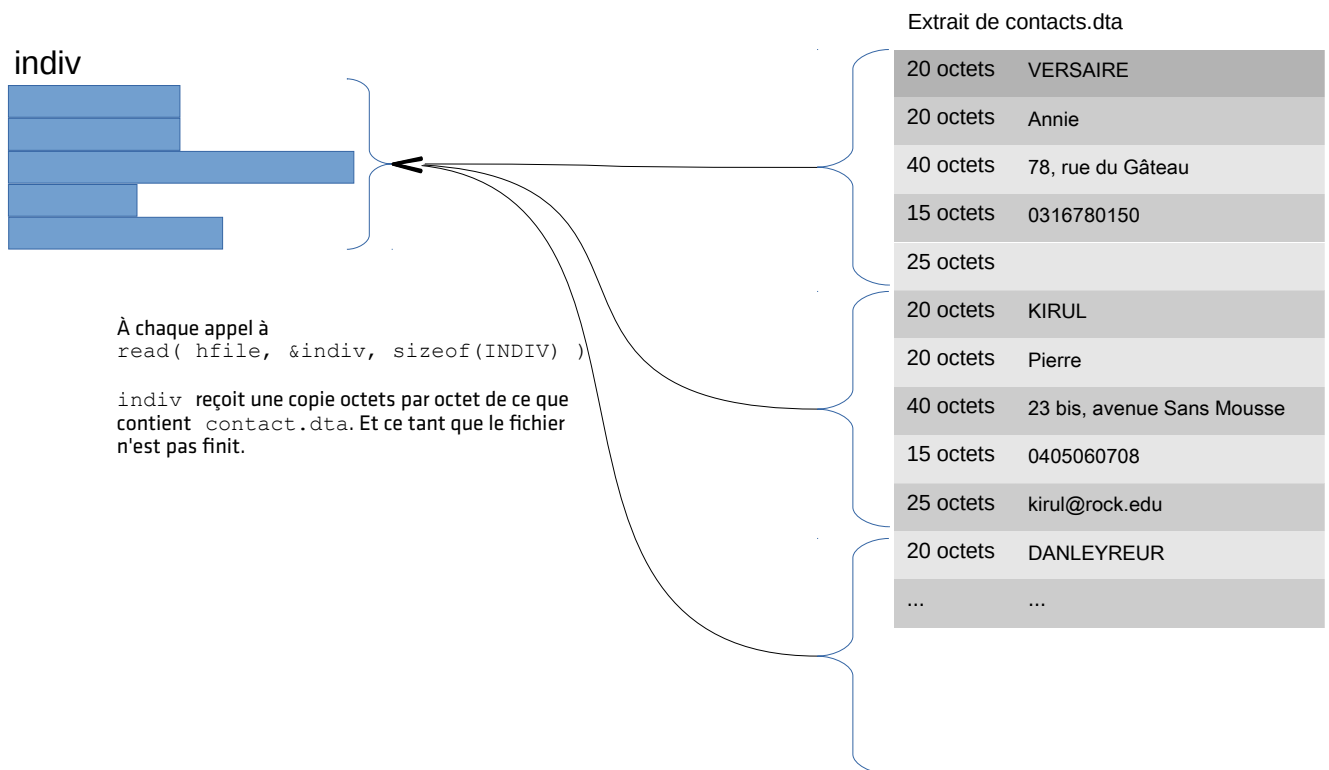 Extrait de contacts.dta
indiv
20 octets VERSAIRE
20 octets Annie
40 octets 78, rue du Gâteau
15 octets 0316780150
25 octets
20 octets KIRUL
20 octets Pierre
40 octets 23 bis, avenue Sans Mousse
15 octets 0405060708
25 octets kirul@rock.edu
20 octets DANLEYREUR
... ...
À chaque appel à
read( hfile, &indiv, sizeof(INDIV) )
indiv reçoit une copie octets par octet de ce que
contient contact.dta. Et ce tant que le fichier
n'est pas finit.